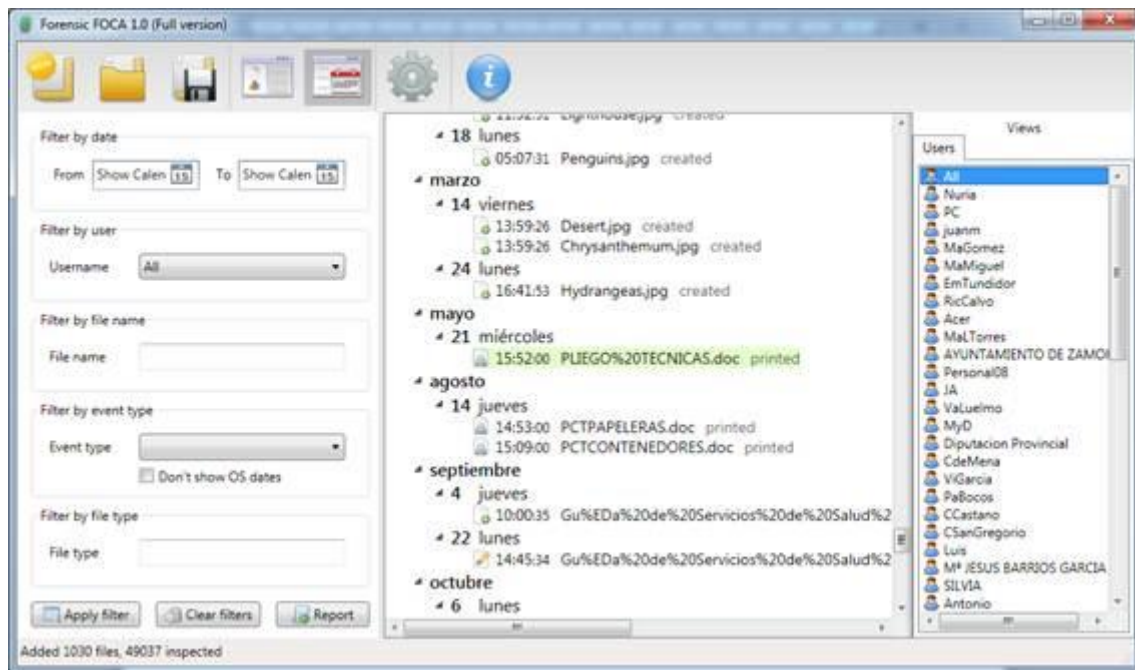 Forensic FOCA 1.0 (Full version)
Filter by date
From Show Calen 15 To Show Calen 15
Filter by user
Username All
Filter by file name
File name
Filter by event type
Event type
Don't show OS dates
Filter by file type
File type
Apply filter Clear filters Report
Lighthouse.jpg created
18 lunes
05:07:31 Penguins.jpg created
marzo
14 viernes
13:59:26 Desert.jpg created
13:59:26 Chrysanthemum.jpg created
24 lunes
16:41:53 Hydrangeas.jpg created
mayo
21 miércoles
15:52:00 PLIEGO%20TECNICAS.doc printed
agosto
14 jueves
14:53:00 PCTPAPELERAS.doc printed
15:09:00 PCTCONTENEDORES.doc printed
septiembre
4 jueves
10:00:35 Gu%EDa%20de%20Servicios%20de%20Salud%2
22 lunes
14:45:34 Gu%EDa%20de%20Servicios%20de%20Salud%2
octubre
6 lunes
Views
Users
All
Nuria
PC
juanm
MaGomez
MaMiguel
EmTundidor
RicCalvo
Acer
MaLTorres
AYUNTAMIENTO DE ZAMO
Personal08
JA
VaLuelmo
MyD
Diputacion Provincial
CdeMena
ViGarcia
PaBocos
CCastano
CSanGregorio
Luis
Mª JESUS BARRIOS GARCIA
SILVIA
Antonio
Added 1030 files, 49037 inspected